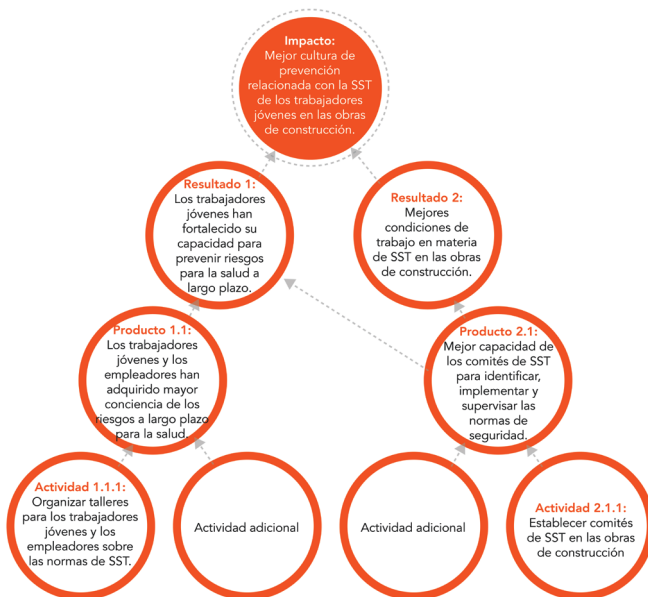 Impacto:
Mejor cultura de
prevención
relacionada con la SST
de los trabajadores
jóvenes en las obras
de construcción.
Resultado 1:
Los trabajadores
jóvenes han
fortalecido su
capacidad para
prevenir riesgos
para la salud a
largo plazo.
Resultado 2:
Mejores
condiciones de
trabajo en materia
de SST en las obras
de construcción.
Producto 1.1:
Los trabajadores
jóvenes y los
empleadores han
adquirido mayor
conciencia de los
riesgos a largo plazo
para la salud.
Producto 2.1:
Mejor capacidad de
los comités de SST
para identificar,
implementar y
supervisar las
normas de
seguridad.
Actividad 1.1.1:
Organizar talleres
para los trabajadores
jóvenes y los
empleadores sobre
las normas de SST.
Actividad adicional
Actividad adicional
Actividad 2.1.1:
Establecer comités
de SST en las obras
de construcción